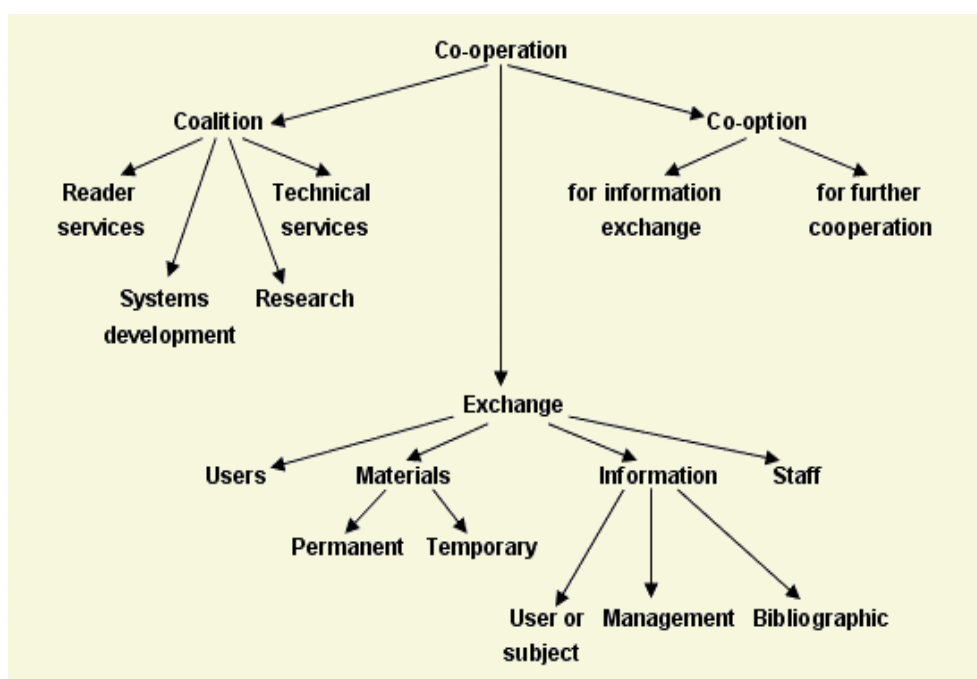 Co-operation
Coalition
Co-option
Reader
services
Technical
services
for information
exchange
for further
cooperation
Systems
development
Research
Exchange
Users
Materials
Information
Staff
Permanent
Temporary
User or
subject
Management
Bibliographic